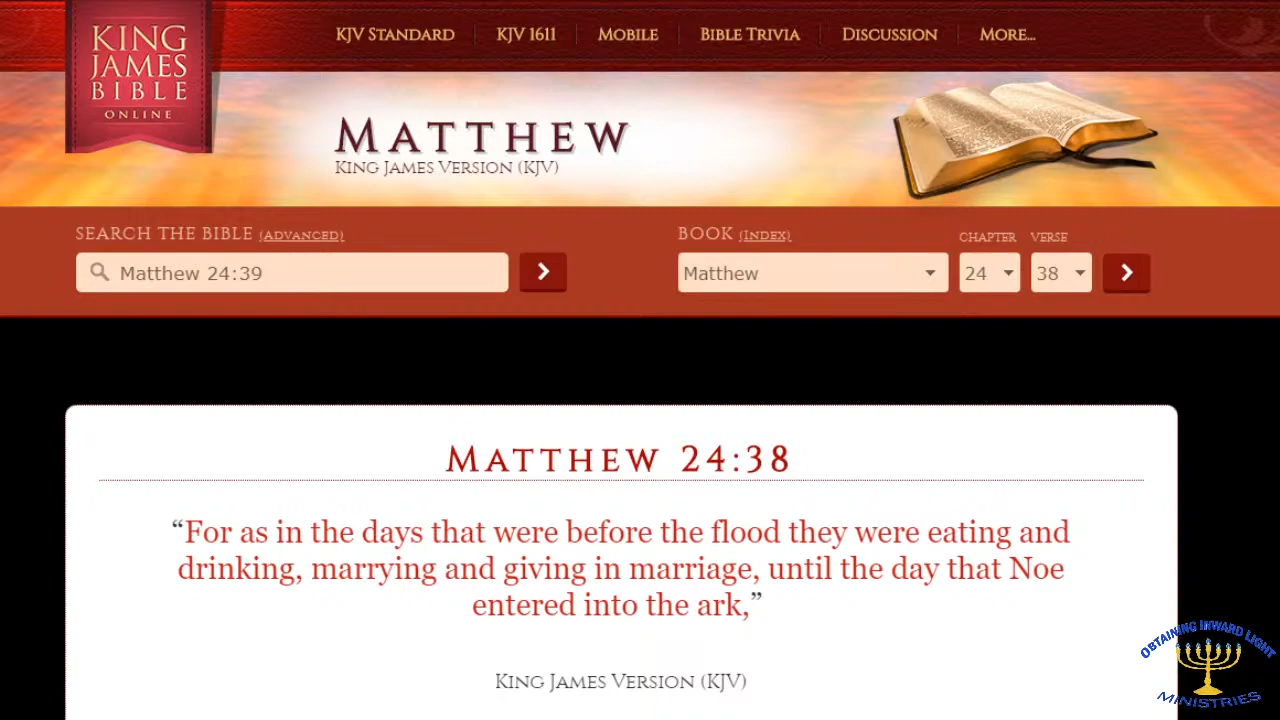 KING
JAMES
BIBLE
ONLINE
KJV STANDARD KJV 1611 MOBILE BIBLE TRIVIA DISCUSSION MORE...
MATTHEW
KING JAMES VERSION (KJV)
SEARCH THE BIBLE (ADVANCED) BOOK (INDEX) CHAPTER VERSE
Matthew 24:39 Matthew 24 38
MATTHEW 24:38
“For as in the days that were before the flood they were eating and
drinking, marrying and giving in marriage, until the day that Noe
entered into the ark,”
KING JAMES VERSION (KJV)
OBTAINING INWARD LIGHT
MINISTRIES